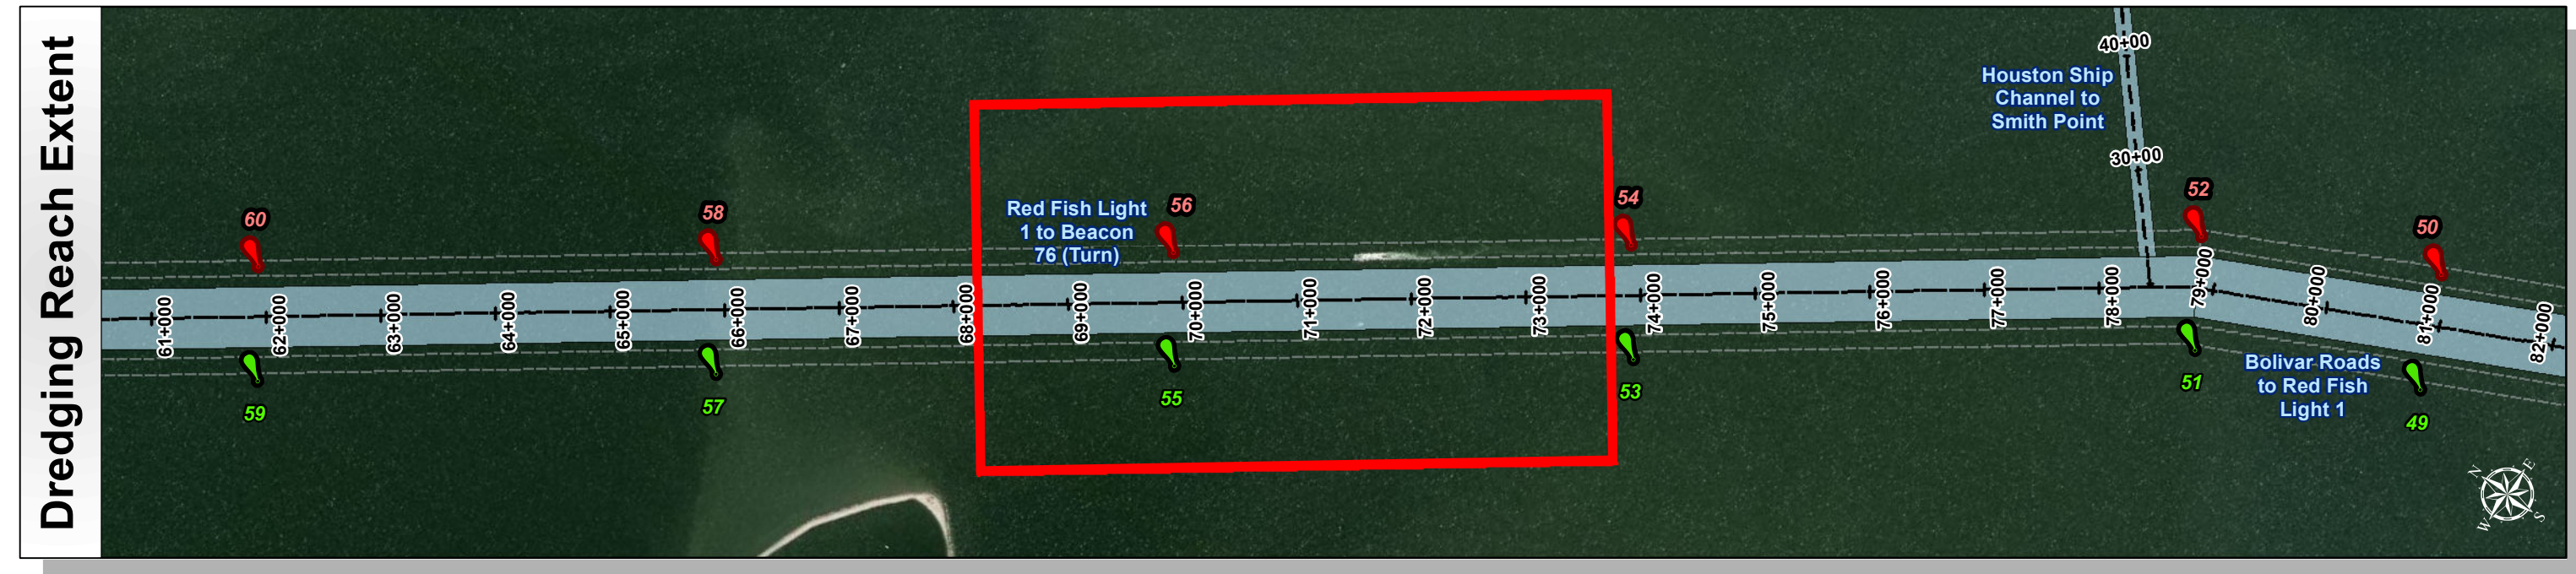 Dredging Reach Extent
40+00
Houston Ship
Channel to
Smith Point
30+00
60
58
56
54
52
50
Red Fish Light
1 to Beacon
76 (Turn)
61+000
62+000
63+000
64+000
65+000
66+000
67+000
68+000
69+000
70+000
71+000
72+000
73+000
74+000
75+000
76+000
77+000
78+000
79+000
80+000
81+000
82+000
59
57
55
53
51
49
Bolivar Roads
to Red Fish
Light 1
N
E
W
S